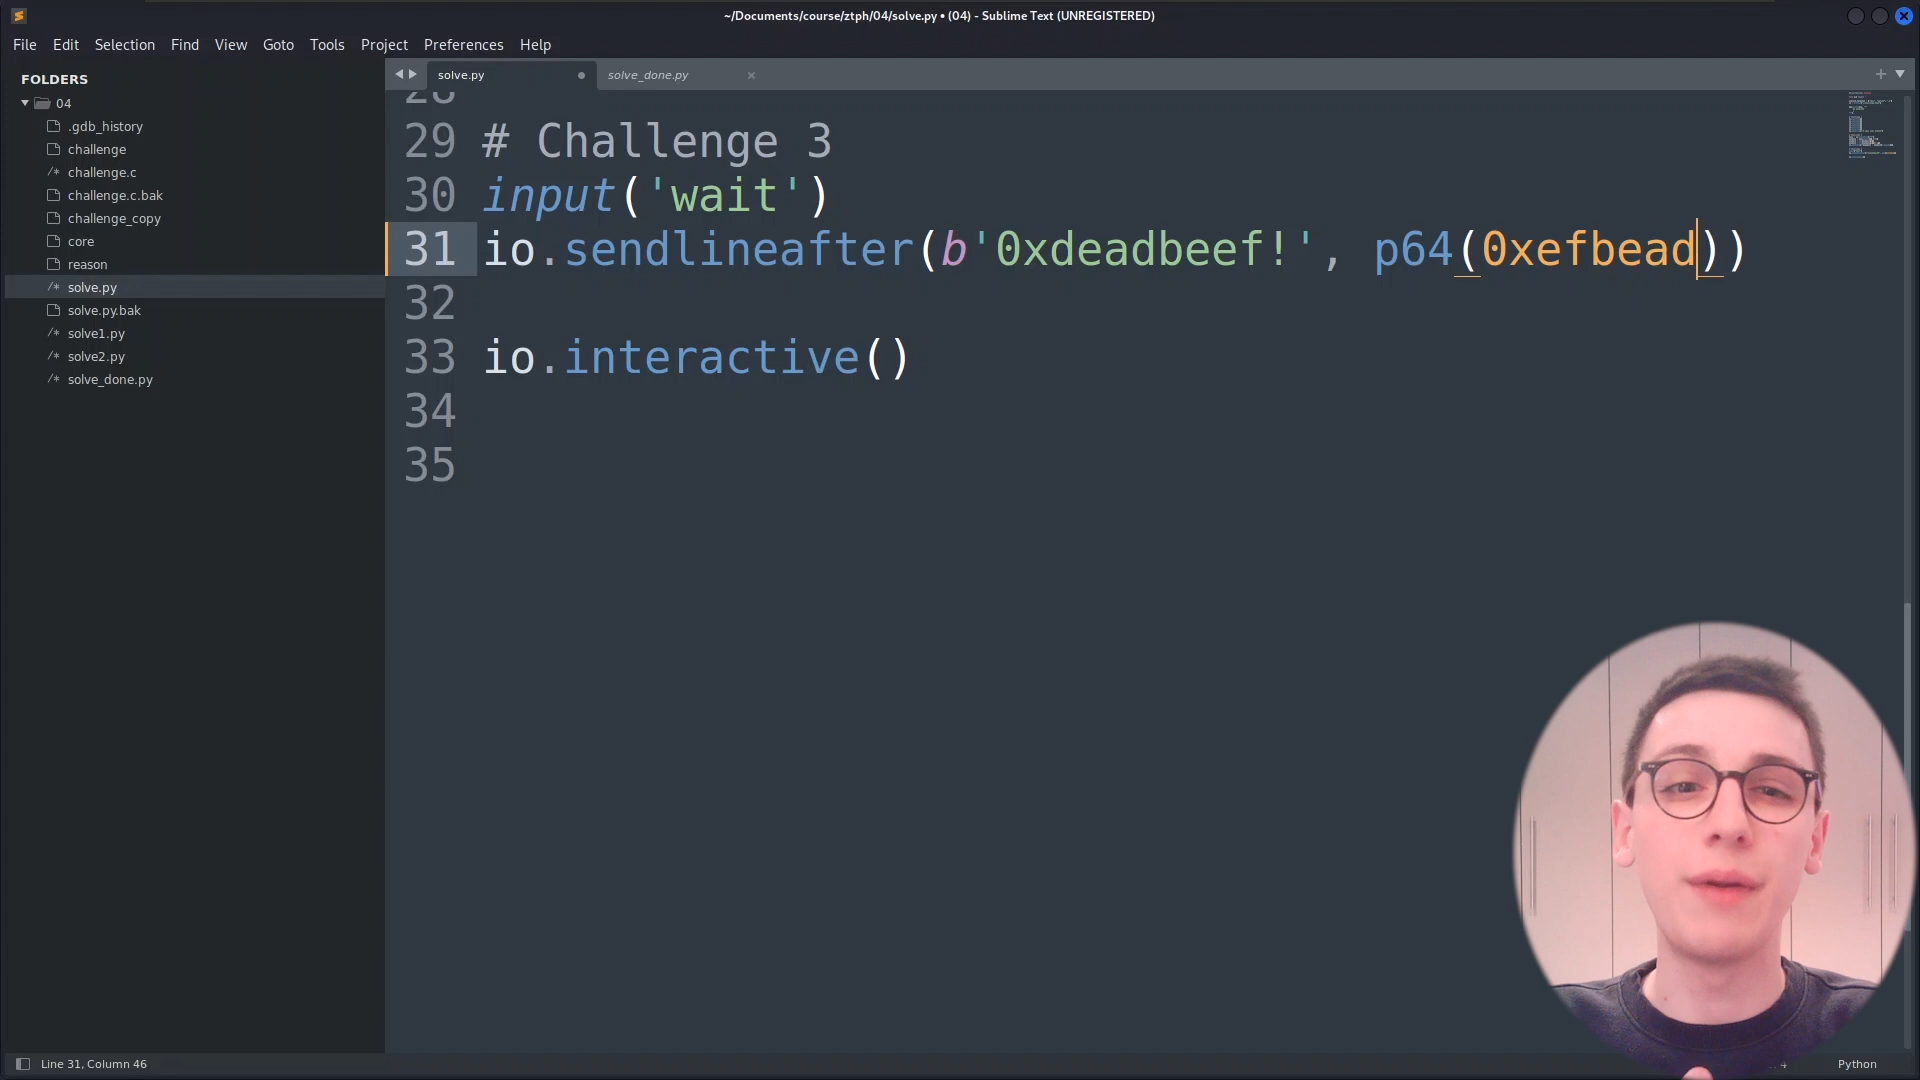 ~/Documents/course/ztph/04/solve.py • (04) - Sublime Text (UNREGISTERED)
File Edit Selection Find View Goto Tools Project Preferences Help
FOLDERS
04
.gdb_history
challenge
/* challenge.c
challenge.c.bak
challenge_copy
core
reason
/* solve.py
solve.py.bak
/* solve1.py
/* solve2.py
/* solve_done.py
solve.py
solve_done.py
28
29 # Challenge 3
30 input('wait')
31 io.sendlineafter(b'0xdeadbeef!', p64(0xefbead))
32
33 io.interactive()
34
35
Line 31, Column 46
Python